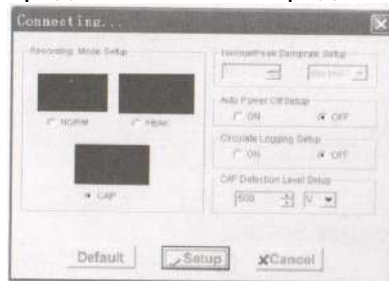 Connecting...
Recording Mode Setup
NORM
PEAK
CAP
Normal/Peak Samprate Setup
Auto Power Off Setup
ON
OFF
Circulate Logging Setup
ON
OFF
CAP Detection Level Setup
500
V
Default
Setup
Cancel